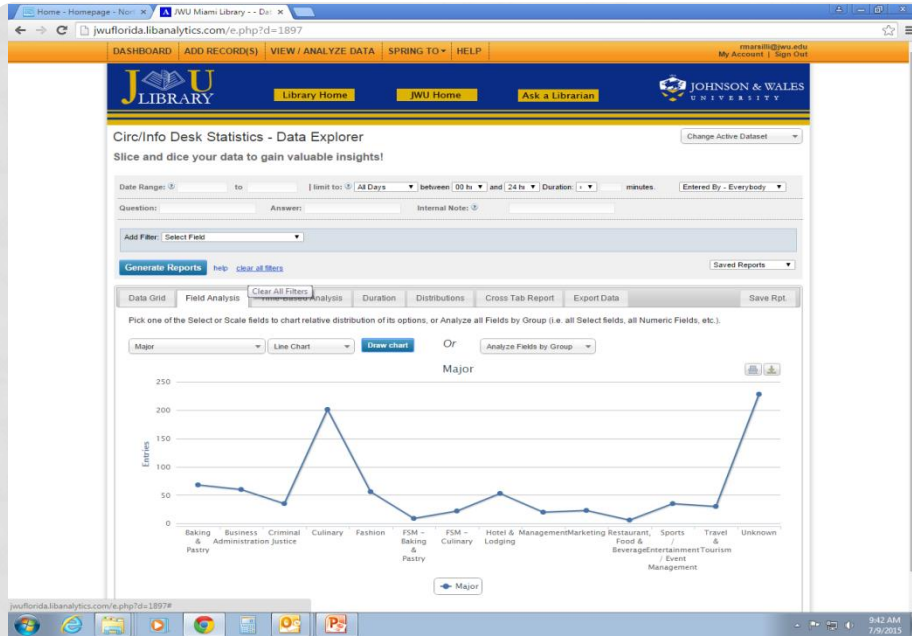 Home - Homepage - Nort
JWU Miami Library - - Dat
jwuflorida.libanalytics.com/e.php?d=1897
DASHBOARD ADD RECORD(S) VIEW / ANALYZE DATA SPRING TO HELP
rmarsilli@jwu.edu
My Account | Sign Out
J U
LIBRARY
Library Home
JWU Home
Ask a Librarian
JOHNSON & WALES
UNIVERSITY
Circ/Info Desk Statistics - Data Explorer
Change Active Dataset
Slice and dice your data to gain valuable insights!
Date Range: to | limit to: All Days between 00 hr and 24 hr Duration: minutes. Entered By - Everybody
Question: Answer: Internal Note:
Add Filter: Select Field
Generate Reports help clear all filters
Saved Reports
Clear All Filters
Data Grid Field Analysis Time-Based Analysis Duration Distributions Cross Tab Report Export Data Save Rpt.
Pick one of the Select or Scale fields to chart relative distribution of its options, or Analyze all Fields by Group (i.e. all Select fields, all Numeric Fields, etc.).
Major Line Chart Draw chart Or Analyze Fields by Group
Major
Entries
250
200
150
100
50
0
Baking & Pastry
Business Administration
Criminal Justice
Culinary
Fashion
FSM – Baking & Pastry
FSM – Culinary
Hotel & Lodging
Management
Marketing
Restaurant, Food & Beverage
Sports / Entertainment / Event Management
Travel & Tourism
Unknown
Major
jwuflorida.libanalytics.com/e.php?d=1897#
9:42 AM
7/9/2015